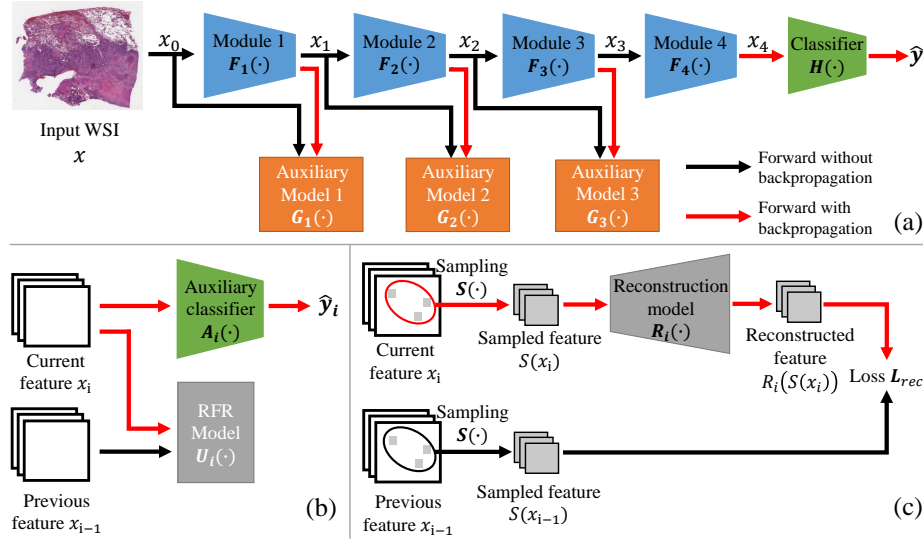 x₀
Module 1
F₁(·)
x₁
Module 2
F₂(·)
x₂
Module 3
F₃(·)
x₃
Module 4
F₄(·)
x₄
Classifier
H(·)
ŷ
Input WSI
x
Auxiliary
Model 1
G₁(·)
Auxiliary
Model 2
G₂(·)
Auxiliary
Model 3
G₃(·)
Forward without
backpropagation
Forward with
backpropagation
(a)
Current
feature xᵢ
Auxiliary
classifier
Aᵢ(·)
ŷᵢ
RFR
Model
Uᵢ(·)
Previous
feature xᵢ₋₁
(b)
Current
feature xᵢ
Sampling
S(·)
Sampled feature
S(xᵢ)
Reconstruction
model
Rᵢ(·)
Reconstructed
feature
Rᵢ(S(xᵢ))
Loss L_rec
Previous
feature xᵢ₋₁
Sampling
S(·)
Sampled feature
S(xᵢ₋₁)
(c)